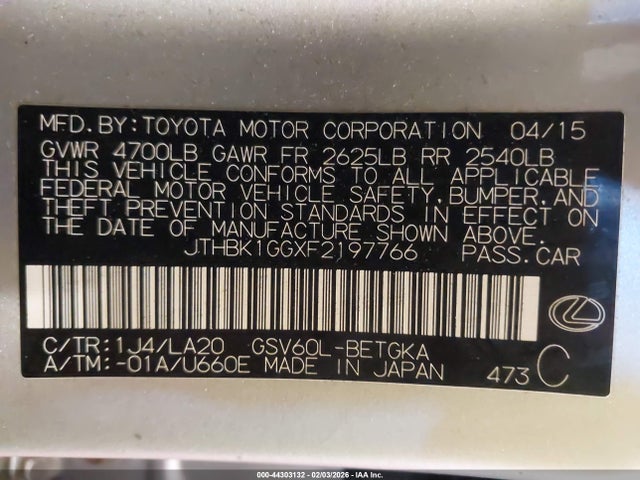 MFD.BY:TOYOTA MOTOR CORPORATION 04/15
GVWR 4700LB GAWR FR 2625LB RR 2540LB
THIS VEHICLE CONFORMS TO ALL APPLICABLE
FEDERAL MOTOR VEHICLE SAFETY,BUMPER,AND
THEFT PREVENTION STANDARDS IN EFFECT ON
THE DATE OF MANUFACTURE SHOWN ABOVE.
JTHBK1GGXF2197766 PASS.CAR
C/TR:1J4/LA20 GSV60L-BETGKA
A/TM:-01A/U660E MADE IN JAPAN 473 C
000-44303132 - 02/03/2026 - IAA Inc.